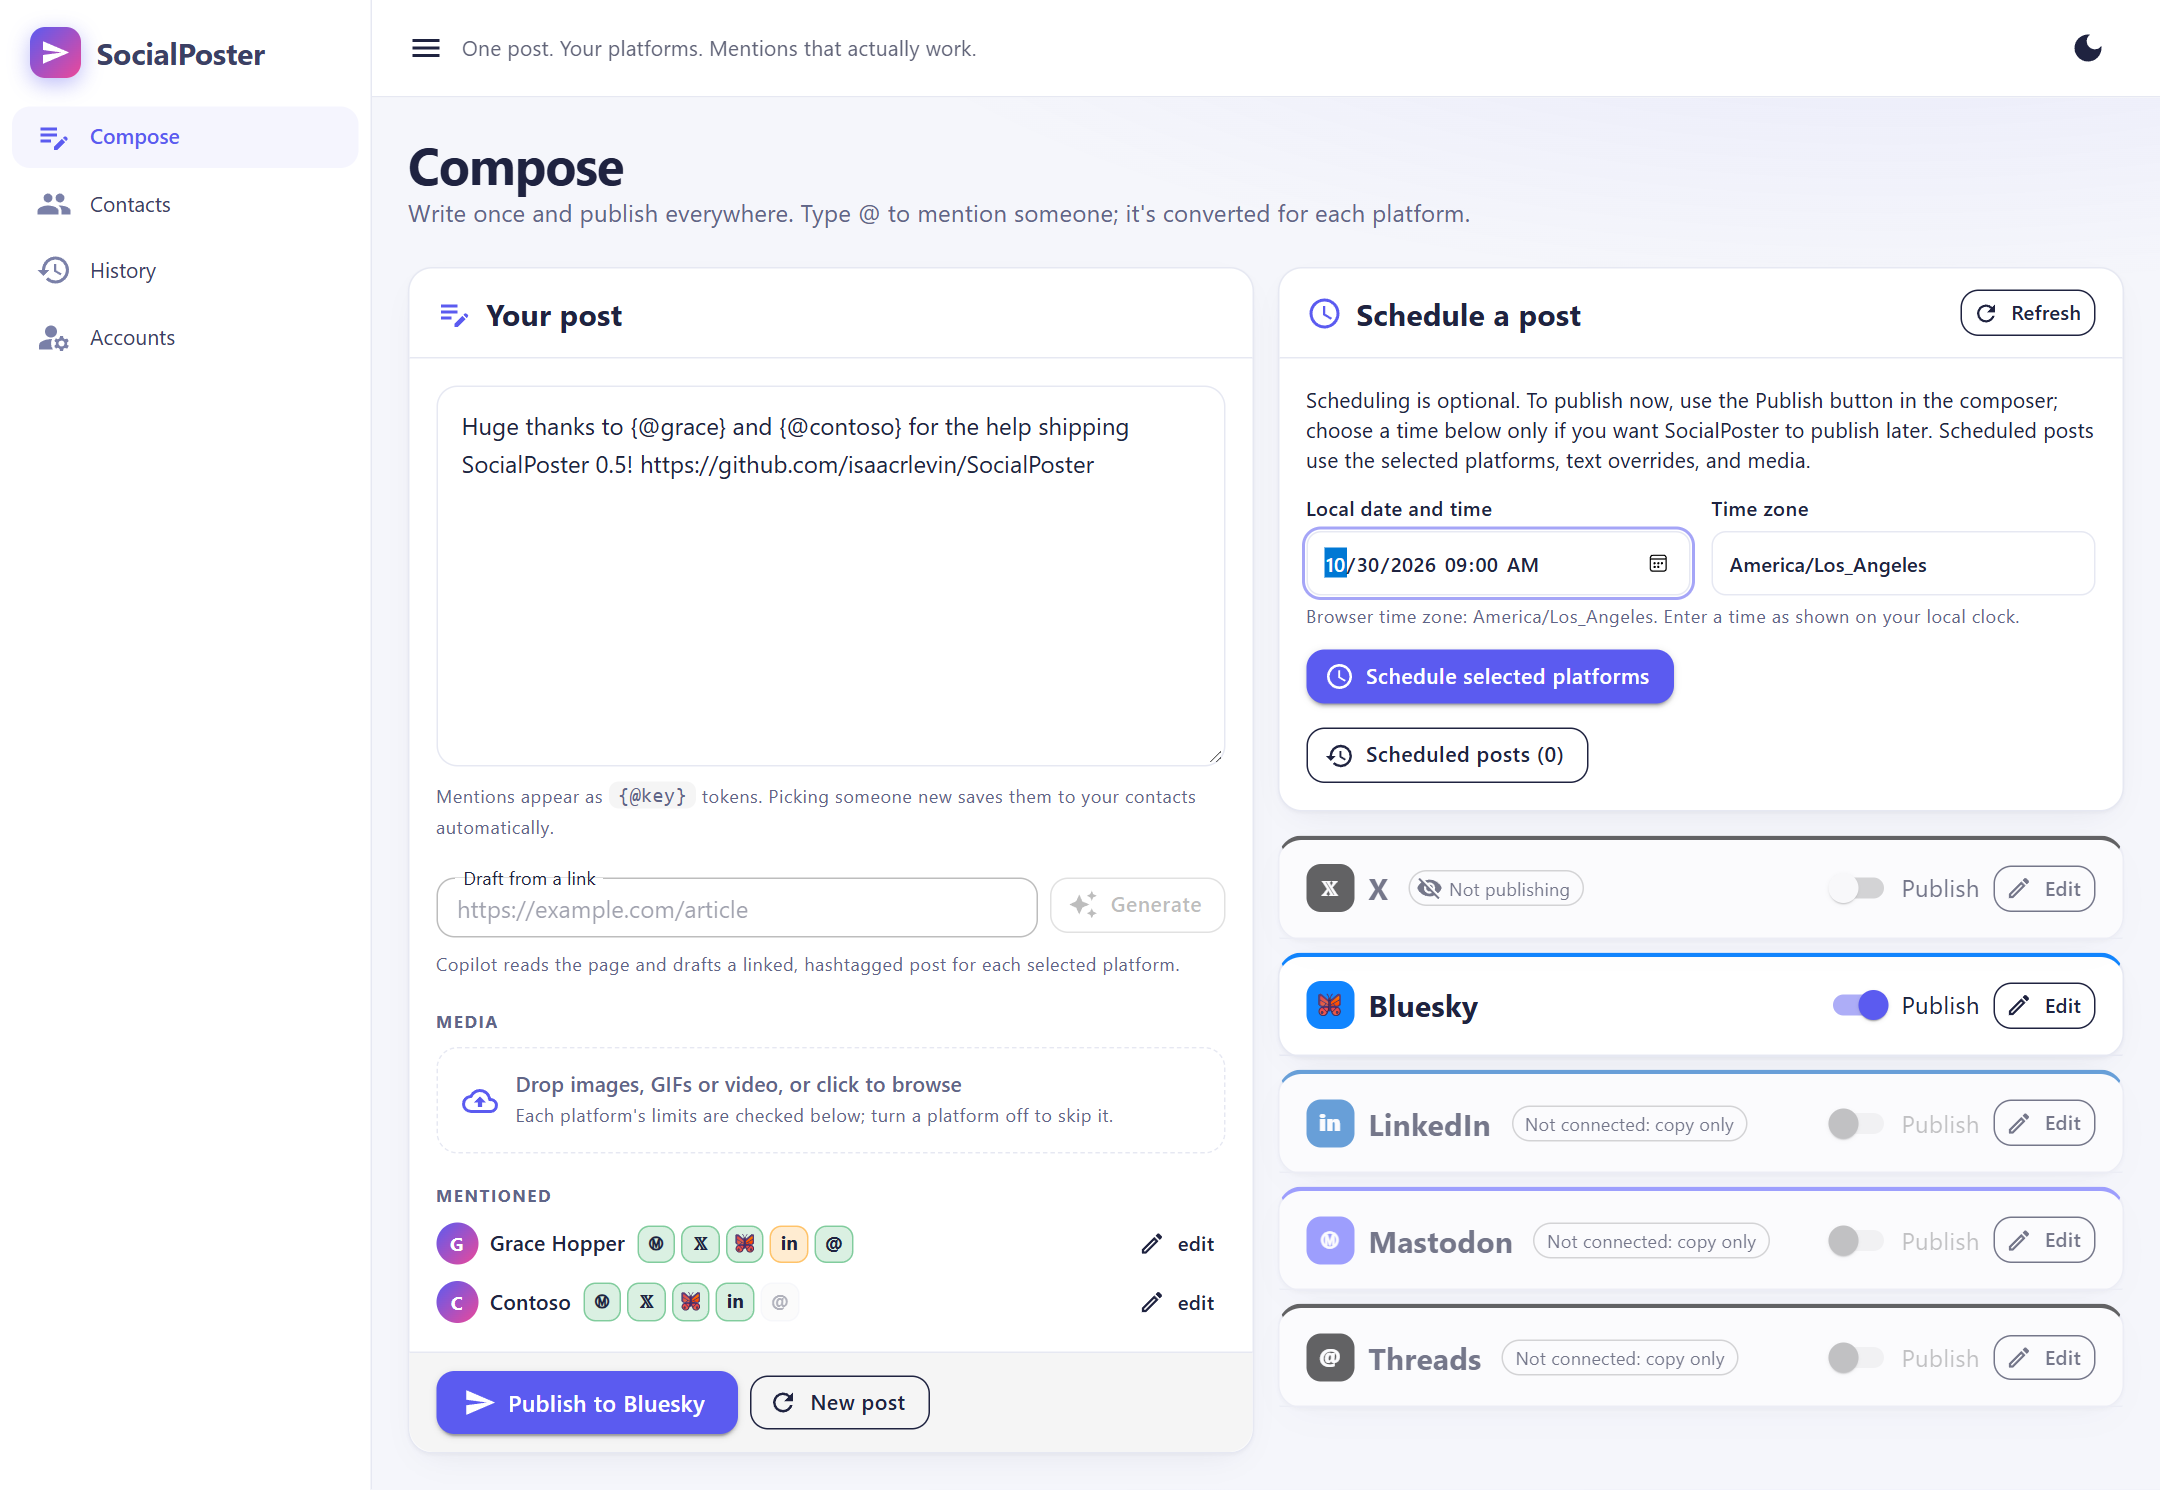 SocialPoster
Compose
Contacts
History
Accounts
One post. Your platforms. Mentions that actually work.
Compose
Write once and publish everywhere. Type @ to mention someone; it's converted for each platform.
Your post
Huge thanks to {@grace} and {@contoso} for the help shipping
SocialPoster 0.5! https://github.com/isaacrlevin/SocialPoster
Mentions appear as {@key} tokens. Picking someone new saves them to your contacts
automatically.
Draft from a link
https://example.com/article
Generate
Copilot reads the page and drafts a linked, hashtagged post for each selected platform.
MEDIA
Drop images, GIFs or video, or click to browse
Each platform's limits are checked below; turn a platform off to skip it.
MENTIONED
G Grace Hopper M X in @ edit
C Contoso M X in @ edit
Publish to Bluesky
New post
Schedule a post
Refresh
Scheduling is optional. To publish now, use the Publish button in the composer;
choose a time below only if you want SocialPoster to publish later. Scheduled posts
use the selected platforms, text overrides, and media.
Local date and time
Time zone
10/30/2026 09:00 AM
America/Los_Angeles
Browser time zone: America/Los_Angeles. Enter a time as shown on your local clock.
Schedule selected platforms
Scheduled posts (0)
X X Not publishing Publish Edit
Bluesky Publish Edit
in LinkedIn Not connected: copy only Publish Edit
M Mastodon Not connected: copy only Publish Edit
@ Threads Not connected: copy only Publish Edit